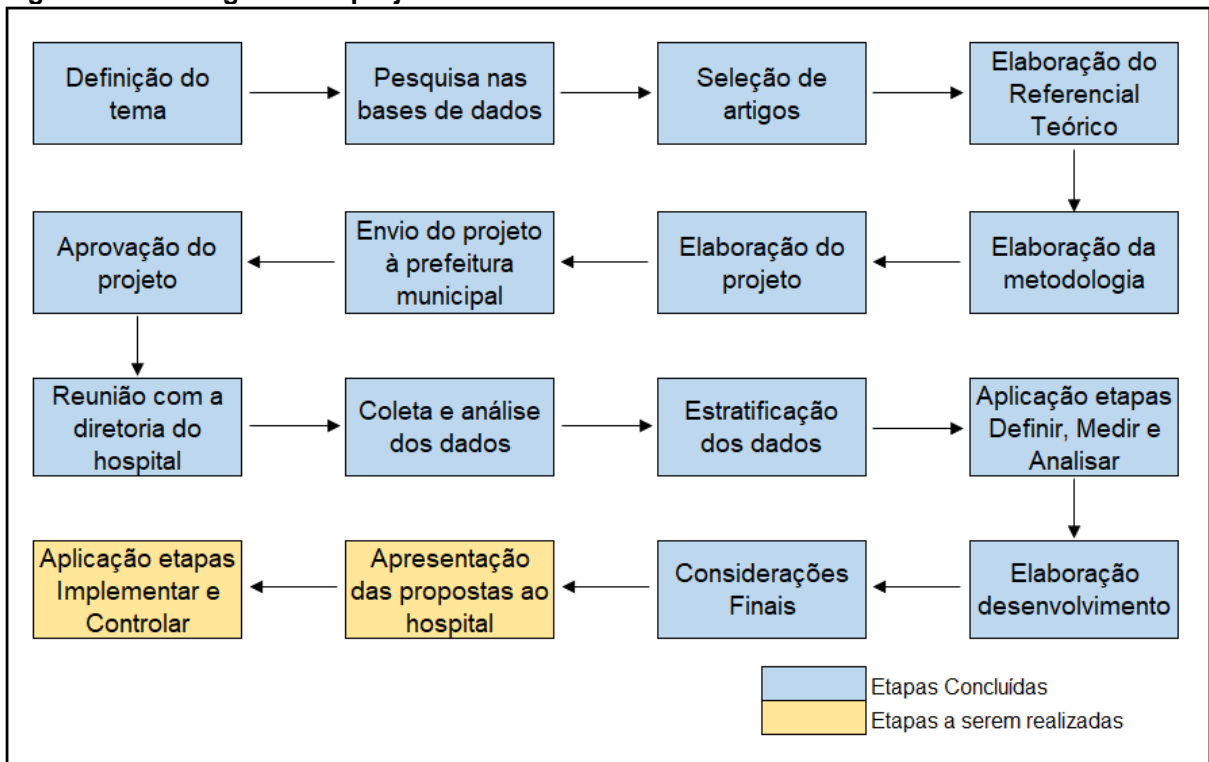 Definição do
tema
Pesquisa nas
bases de dados
Seleção de
artigos
Elaboração do
Referencial
Teórico
Elaboração da
metodologia
Elaboração do
projeto
Envio do projeto
à prefeitura
municipal
Aprovação do
projeto
Reunião com a
diretoria do
hospital
Coleta e análise
dos dados
Estratificação
dos dados
Aplicação etapas
Definir, Medir e
Analisar
Elaboração
desenvolvimento
Considerações
Finais
Apresentação
das propostas ao
hospital
Aplicação etapas
Implementar e
Controlar
Etapas Concluídas
Etapas a serem realizadas